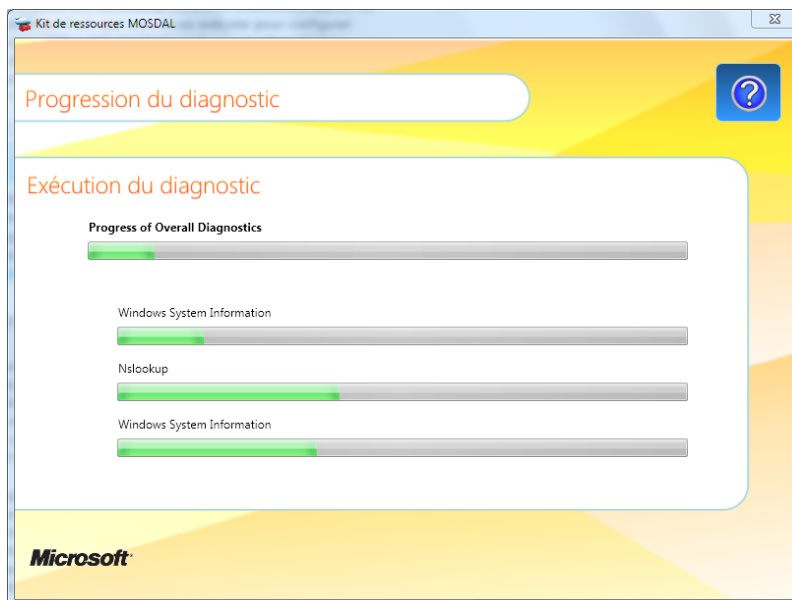 Kit de ressources MOSDAL
Progression du diagnostic
?
Exécution du diagnostic
Progress of Overall Diagnostics
Windows System Information
Nslookup
Windows System Information
Microsoft